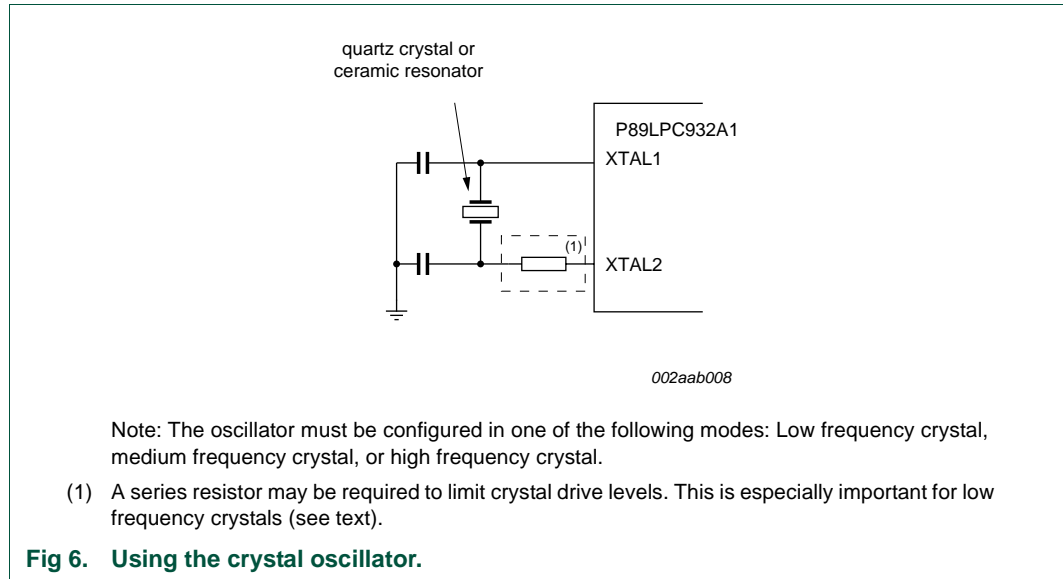 quartz crystal or
ceramic resonator
P89LPC932A1
XTAL1
(1)
XTAL2
002aab008
Note: The oscillator must be configured in one of the following modes: Low frequency crystal,
medium frequency crystal, or high frequency crystal.
(1) A series resistor may be required to limit crystal drive levels. This is especially important for low
frequency crystals (see text).
Fig 6. Using the crystal oscillator.